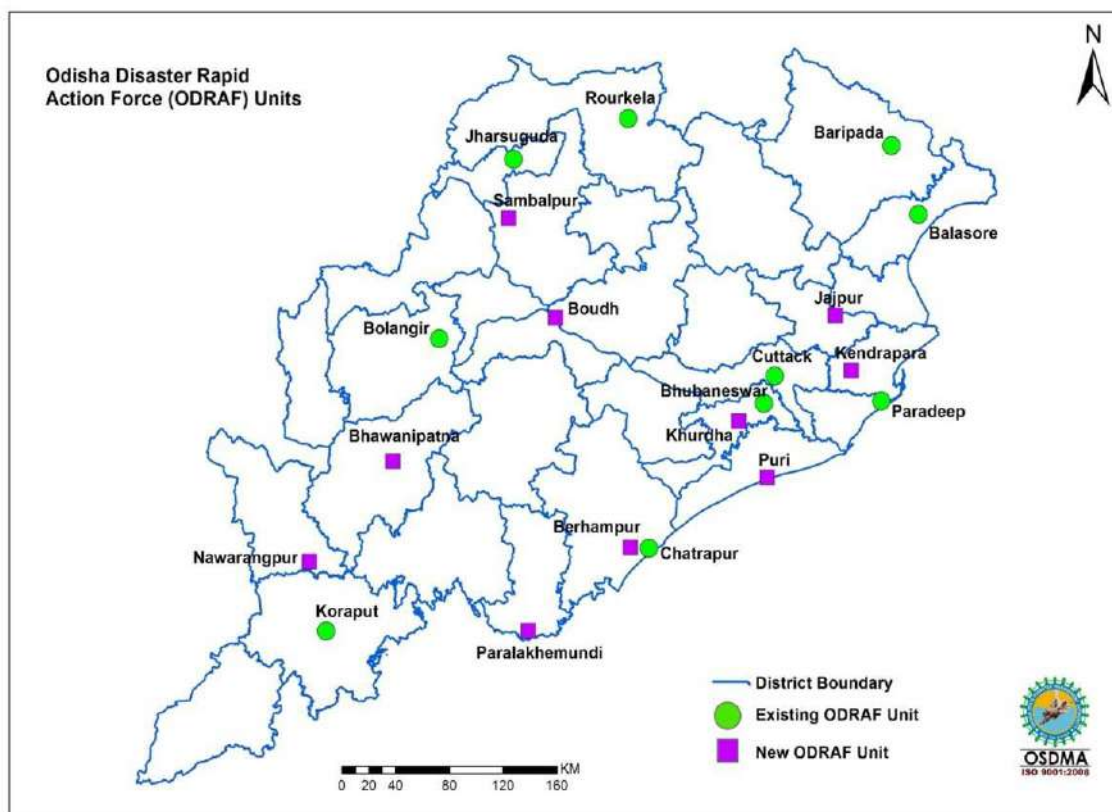 Odisha Disaster Rapid
Action Force (ODRAF) Units
N
Rourkela
Jharsuguda
Baripada
Sambalpur
Balasore
Jajpur
Boudh
Bolangir
Cuttack
Kendrapara
Bhubaneswar
Paradeep
Khurdha
Bhawanipatna
Puri
Berhampur
Chatrapur
Nawarangpur
Koraput
Paralakhemundi
District Boundary
Existing ODRAF Unit
New ODRAF Unit
KM
0 20 40 80 120 160
OSDMA
ISO 9001:2008